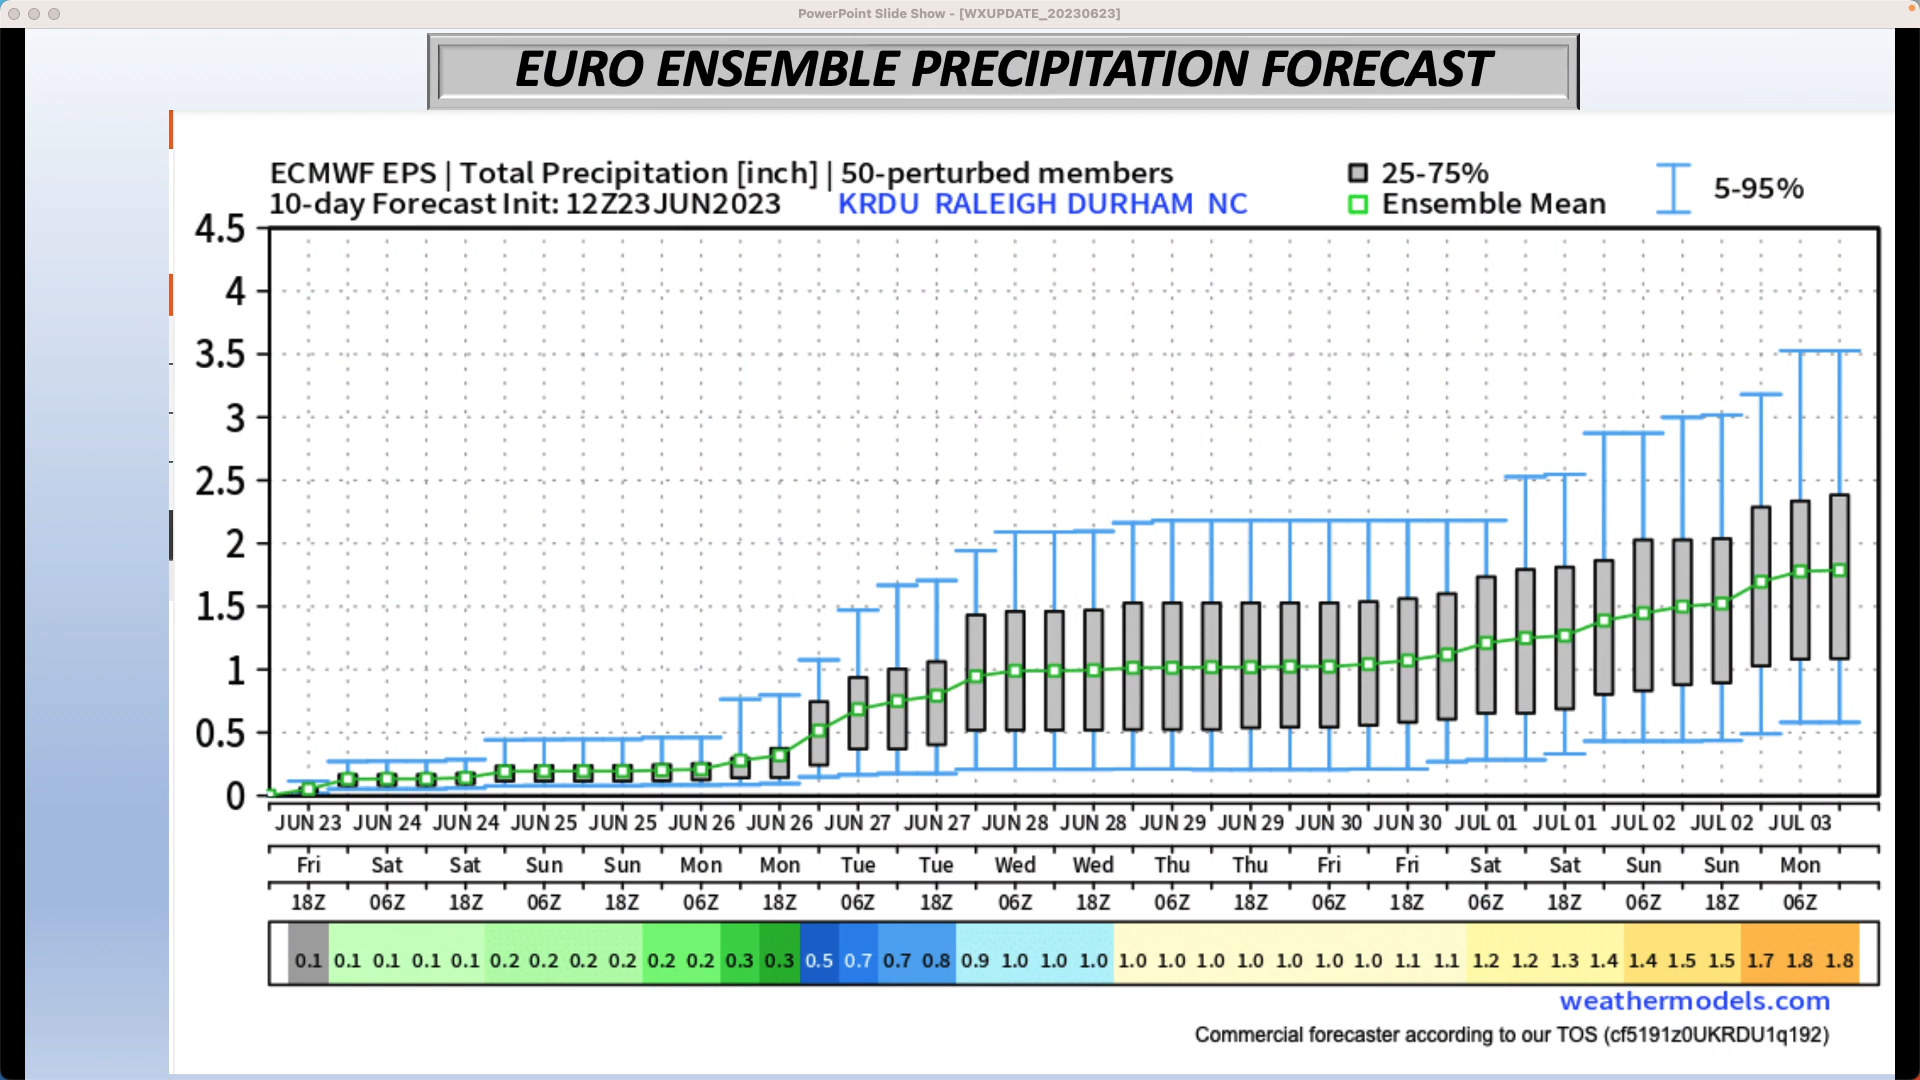 PowerPoint Slide Show - [WXUPDATE_20230623]
EURO ENSEMBLE PRECIPITATION FORECAST
ECMWF EPS | Total Precipitation [inch] | 50-perturbed members
10-day Forecast Init: 12Z23JUN2023 KRDU RALEIGH DURHAM NC
25-75%
Ensemble Mean
5-95%
4.5
4
3.5
3
2.5
2
1.5
1
0.5
0
JUN 23 JUN 24 JUN 24 JUN 25 JUN 25 JUN 26 JUN 26 JUN 27 JUN 27 JUN 28 JUN 28 JUN 29 JUN 29 JUN 30 JUN 30 JUL 01 JUL 01 JUL 02 JUL 02 JUL 03
Fri Sat Sat Sun Sun Mon Mon Tue Tue Wed Wed Thu Thu Fri Fri Sat Sat Sun Sun Mon
18Z 06Z 18Z 06Z 18Z 06Z 18Z 06Z 18Z 06Z 18Z 06Z 18Z 06Z 18Z 06Z 18Z 06Z 18Z 06Z
0.1 0.1 0.1 0.1 0.1 0.2 0.2 0.2 0.2 0.2 0.2 0.3 0.3 0.5 0.7 0.7 0.8 0.9 1.0 1.0 1.0 1.0 1.0 1.0 1.0 1.0 1.0 1.0 1.1 1.1 1.2 1.2 1.3 1.4 1.4 1.5 1.5 1.7 1.8 1.8
weathermodels.com
Commercial forecaster according to our TOS (cf5191z0UKRDU1q192)